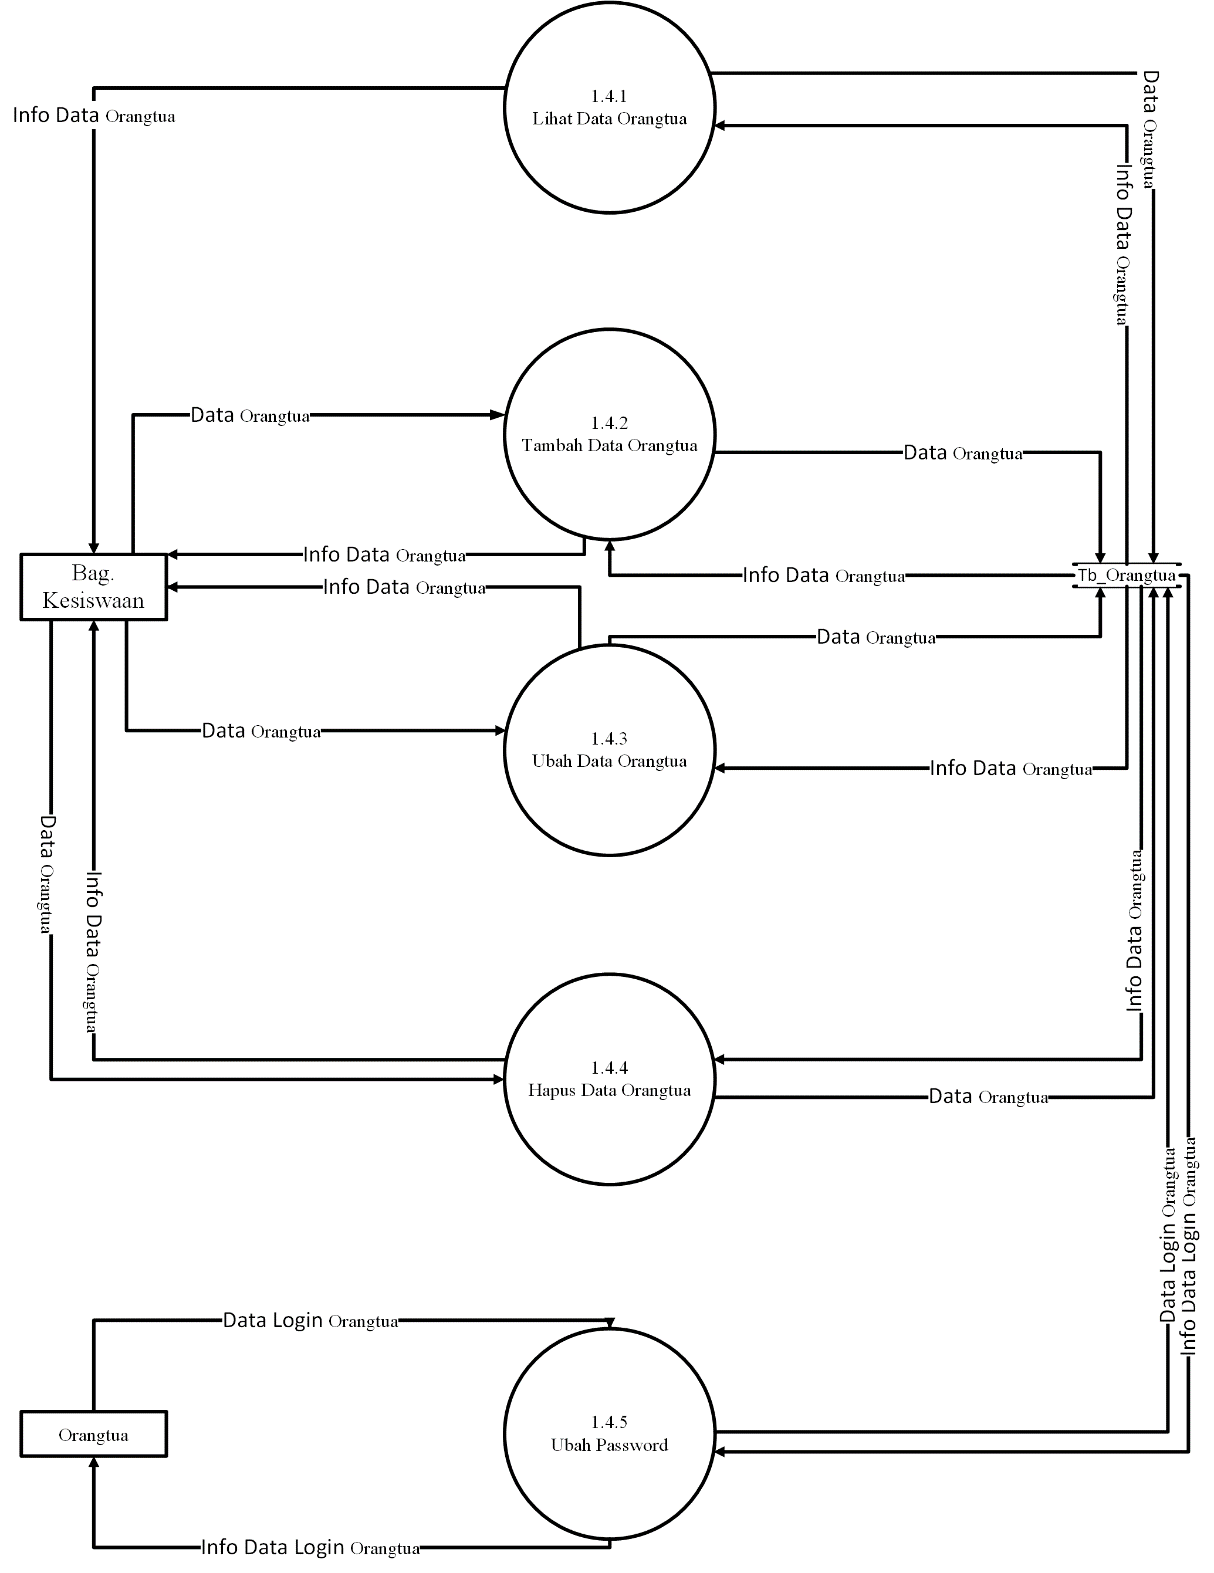 1.4.1
Lihat Data Orangtua
Info Data Orangtua
Data Orangtua
Info Data Orangtua
1.4.2
Tambah Data Orangtua
Data Orangtua
Data Orangtua
Info Data Orangtua
Info Data Orangtua
Bag.
Kesiswaan
Tb_Orangtua
Info Data Orangtua
Data Orangtua
1.4.3
Ubah Data Orangtua
Data Orangtua
Info Data Orangtua
Data Orangtua
Info Data Orangtua
Info Data Orangtua
1.4.4
Hapus Data Orangtua
Data Orangtua
Data Login Orangtua
Info Data Login Orangtua
Data Login Orangtua
1.4.5
Ubah Password
Orangtua
Info Data Login Orangtua